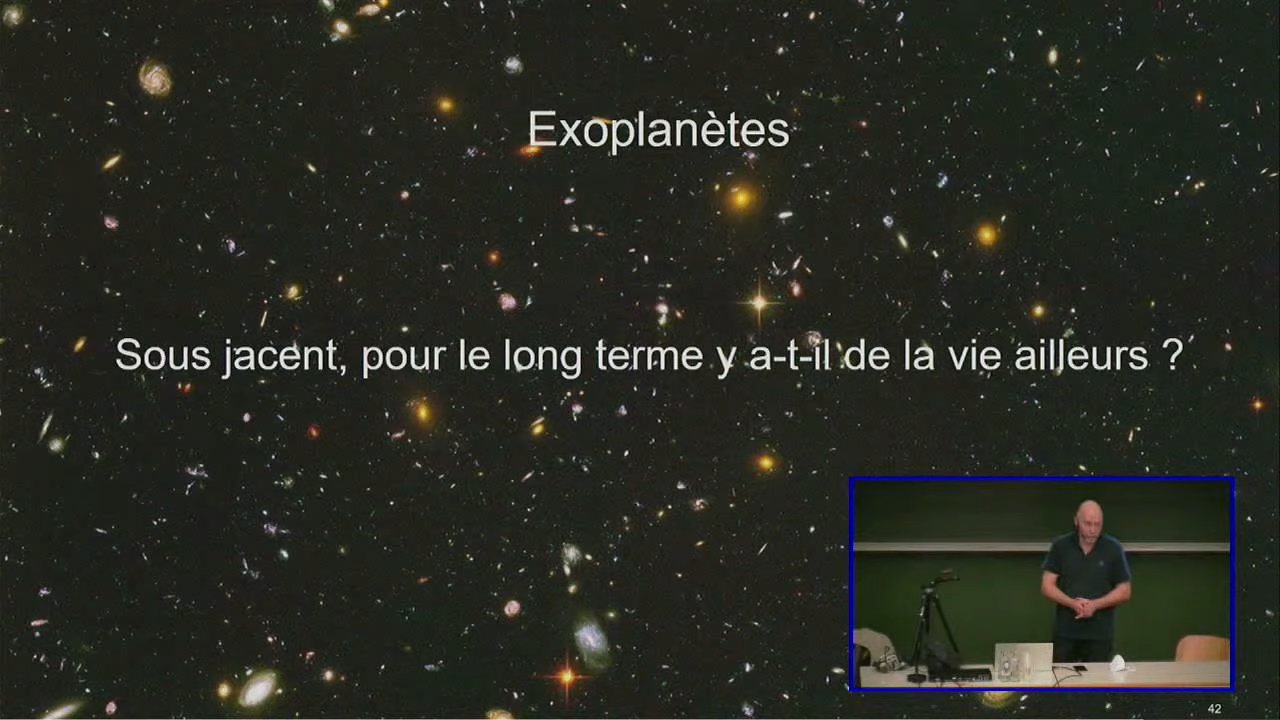 Exoplanètes
Sous jacent, pour le long terme y a-t-il de la vie ailleurs ?
42